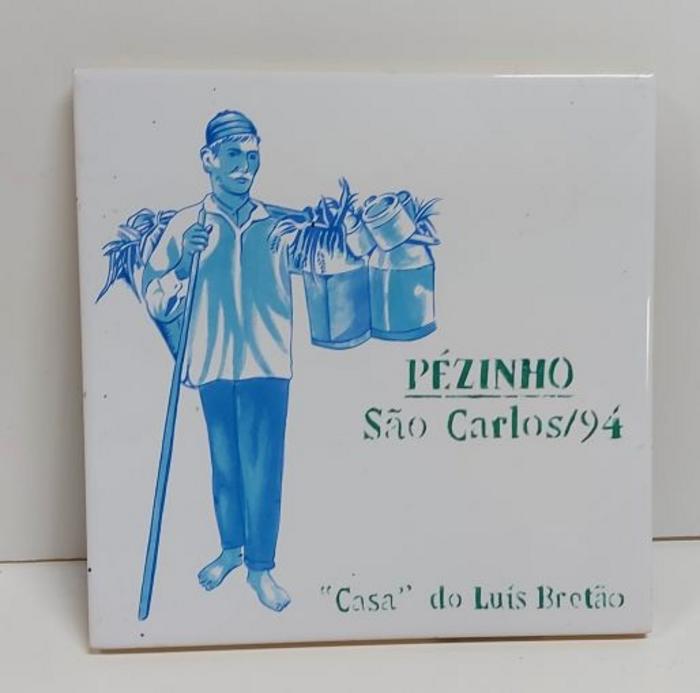 PÉZINHO
São Carlos/94
"Casa" do Luís Bretão